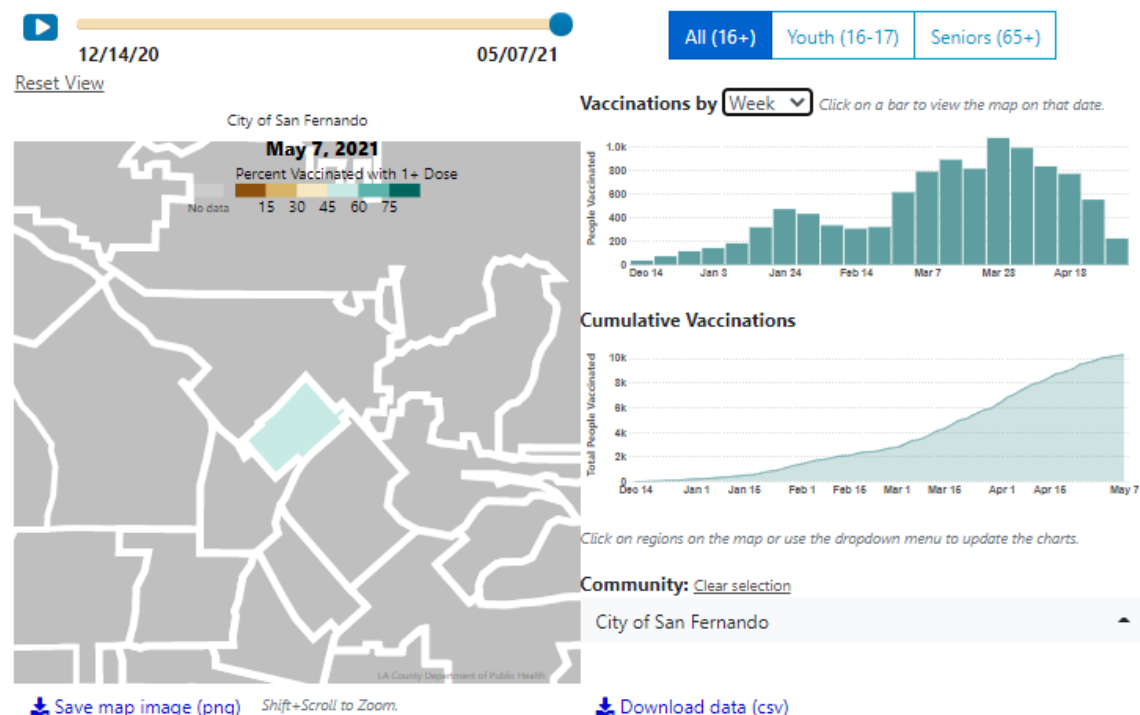 12/14/20 05/07/21
Reset View
City of San Fernando
May 7, 2021
Percent Vaccinated with 1+ Dose
No data 15 30 45 60 75
LA County Department of Public Health
Save map image (png) Shift+Scroll to Zoom.
All (16+) Youth (16-17) Seniors (65+)
Vaccinations by Week Click on a bar to view the map on that date.
People Vaccinated
1.0k
800
600
400
200
0
Dec 14 Jan 3 Jan 24 Feb 14 Mar 7 Mar 28 Apr 18
Cumulative Vaccinations
Total People Vaccinated
10k
8k
6k
4k
2k
0
Dec 14 Jan 1 Jan 15 Feb 1 Feb 15 Mar 1 Mar 15 Apr 1 Apr 15 May 7
Click on regions on the map or use the dropdown menu to update the charts.
Community: Clear selection
City of San Fernando
Download data (csv)